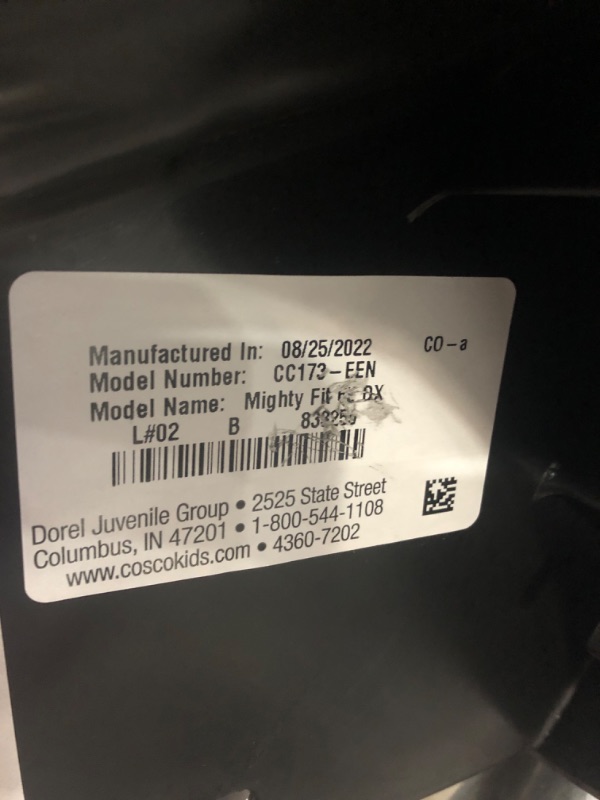 Manufactured In: 08/25/2022 CO-a
Model Number: CC173-EEN
Model Name: Mighty Fit DX
L#02 B
Dorel Juvenile Group • 2525 State Street
Columbus, IN 47201 • 1-800-544-1108
www.coscokids.com • 4360-7202